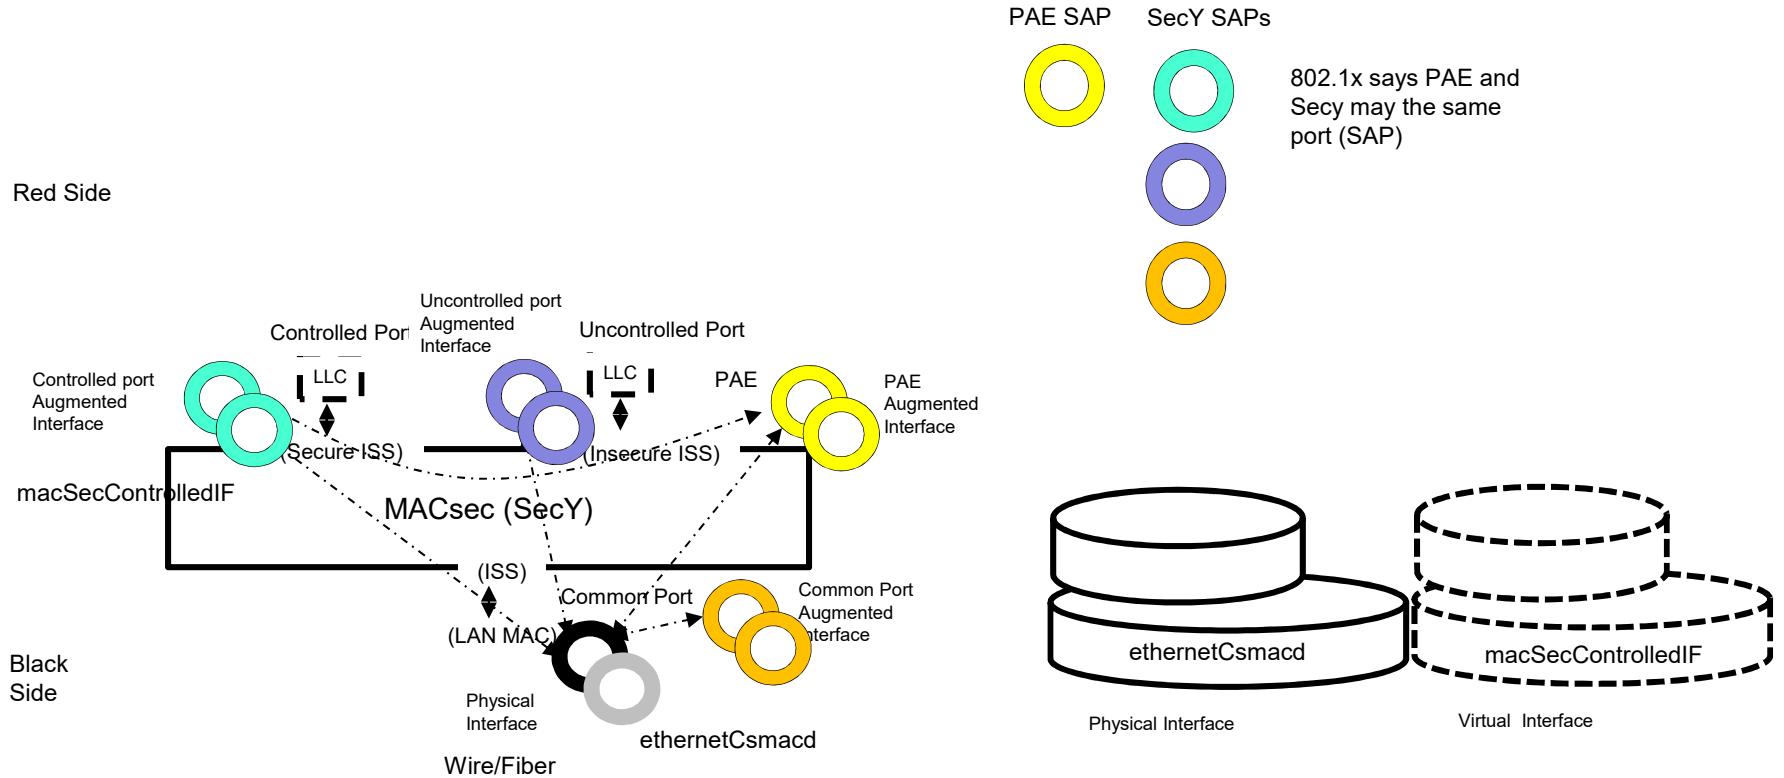 PAE SAP
SecY SAPs
802.1x says PAE and
Secy may the same
port (SAP)
Red Side
Uncontrolled port
Augmented
Interface
Controlled Port
Uncontrolled Port
LLC
LLC
Controlled port
Augmented
Interface
PAE
PAE
Augmented
Interface
(Secure ISS)
(Insecure ISS)
macSecControlledIF
MACsec (SecY)
(ISS)
Common Port
(LAN MAC)
Common Port
Augmented
Interface
Black
Side
Physical
Interface
ethernetCsmacd
Wire/Fiber
ethernetCsmacd
macSecControlledIF
Physical Interface
Virtual Interface